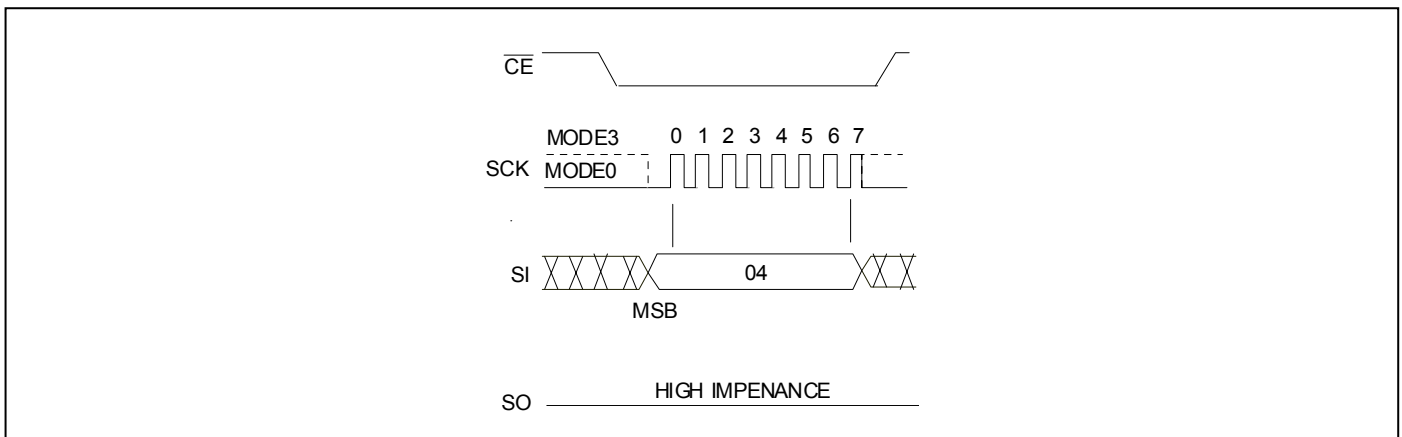 CE
MODE3 0 1 2 3 4 5 6 7
SCK MODE0
SI 04
MSB
HIGH IMPENANCE
SO